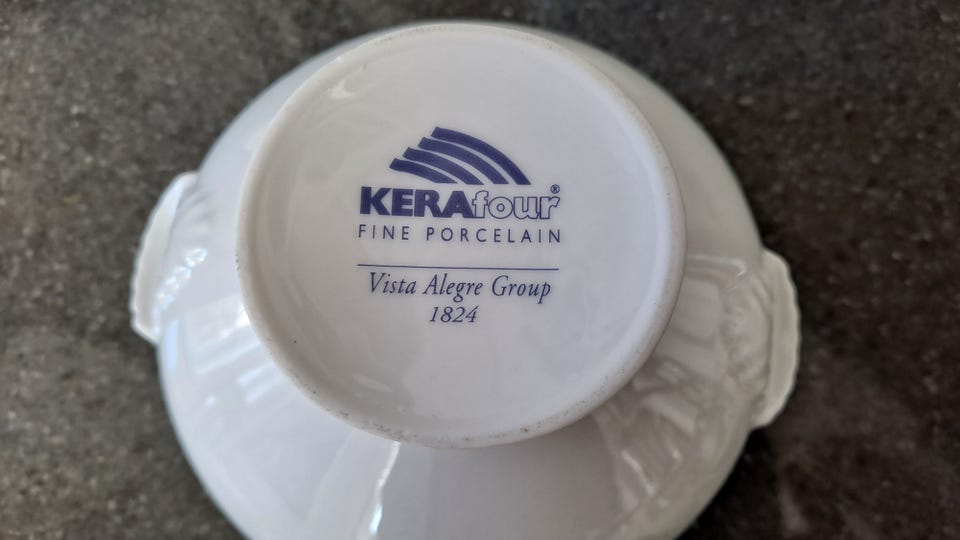 KERAfour®
FINE PORCELAIN
Vista Alegre Group
1824